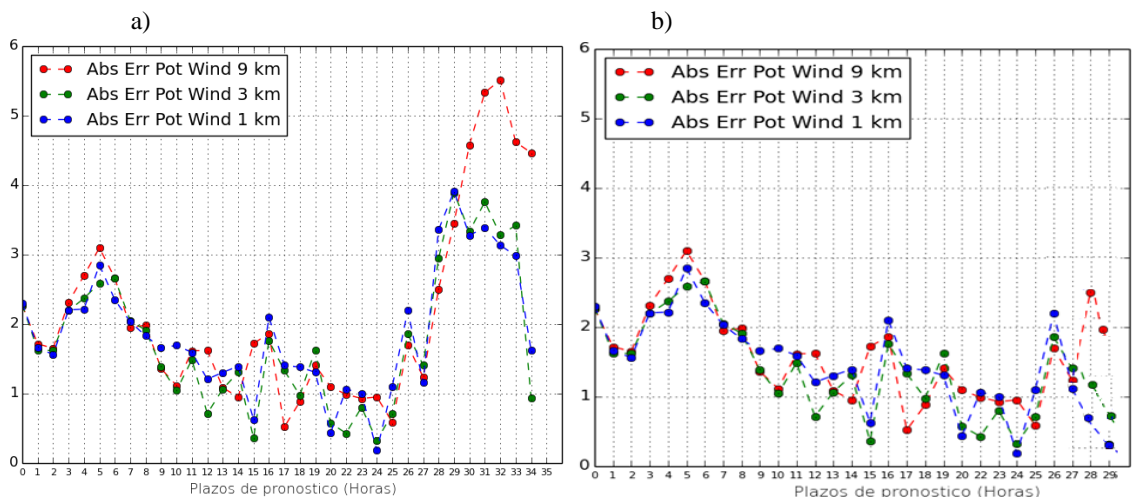 a)
6
5
4
3
2
1
0
Abs Err Pot Wind 9 km
Abs Err Pot Wind 3 km
Abs Err Pot Wind 1 km
0 1 2 3 4 5 6 7 8 9 10 11 12 13 14 15 16 17 18 19 20 21 22 23 24 25 26 27 28 29 30 31 32 33 34 35
Plazos de pronostico (Horas)
b)
6
5
4
3
2
1
0
Abs Err Pot Wind 9 km
Abs Err Pot Wind 3 km
Abs Err Pot Wind 1 km
0 1 2 3 4 5 6 7 8 9 10 11 12 13 14 15 16 17 18 19 20 21 22 23 24 25 26 27 28 29
Plazos de pronostico (Horas)